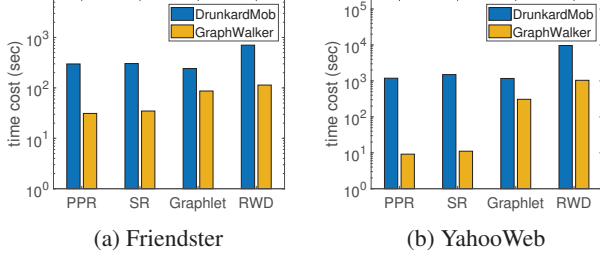 DrunkardMob
GraphWalker
time cost (sec)
10^3
10^2
10^1
10^0
PPR SR Graphlet RWD
(a) Friendster
DrunkardMob
GraphWalker
time cost (sec)
10^5
10^4
10^3
10^2
10^1
10^0
PPR SR Graphlet RWD
(b) YahooWeb